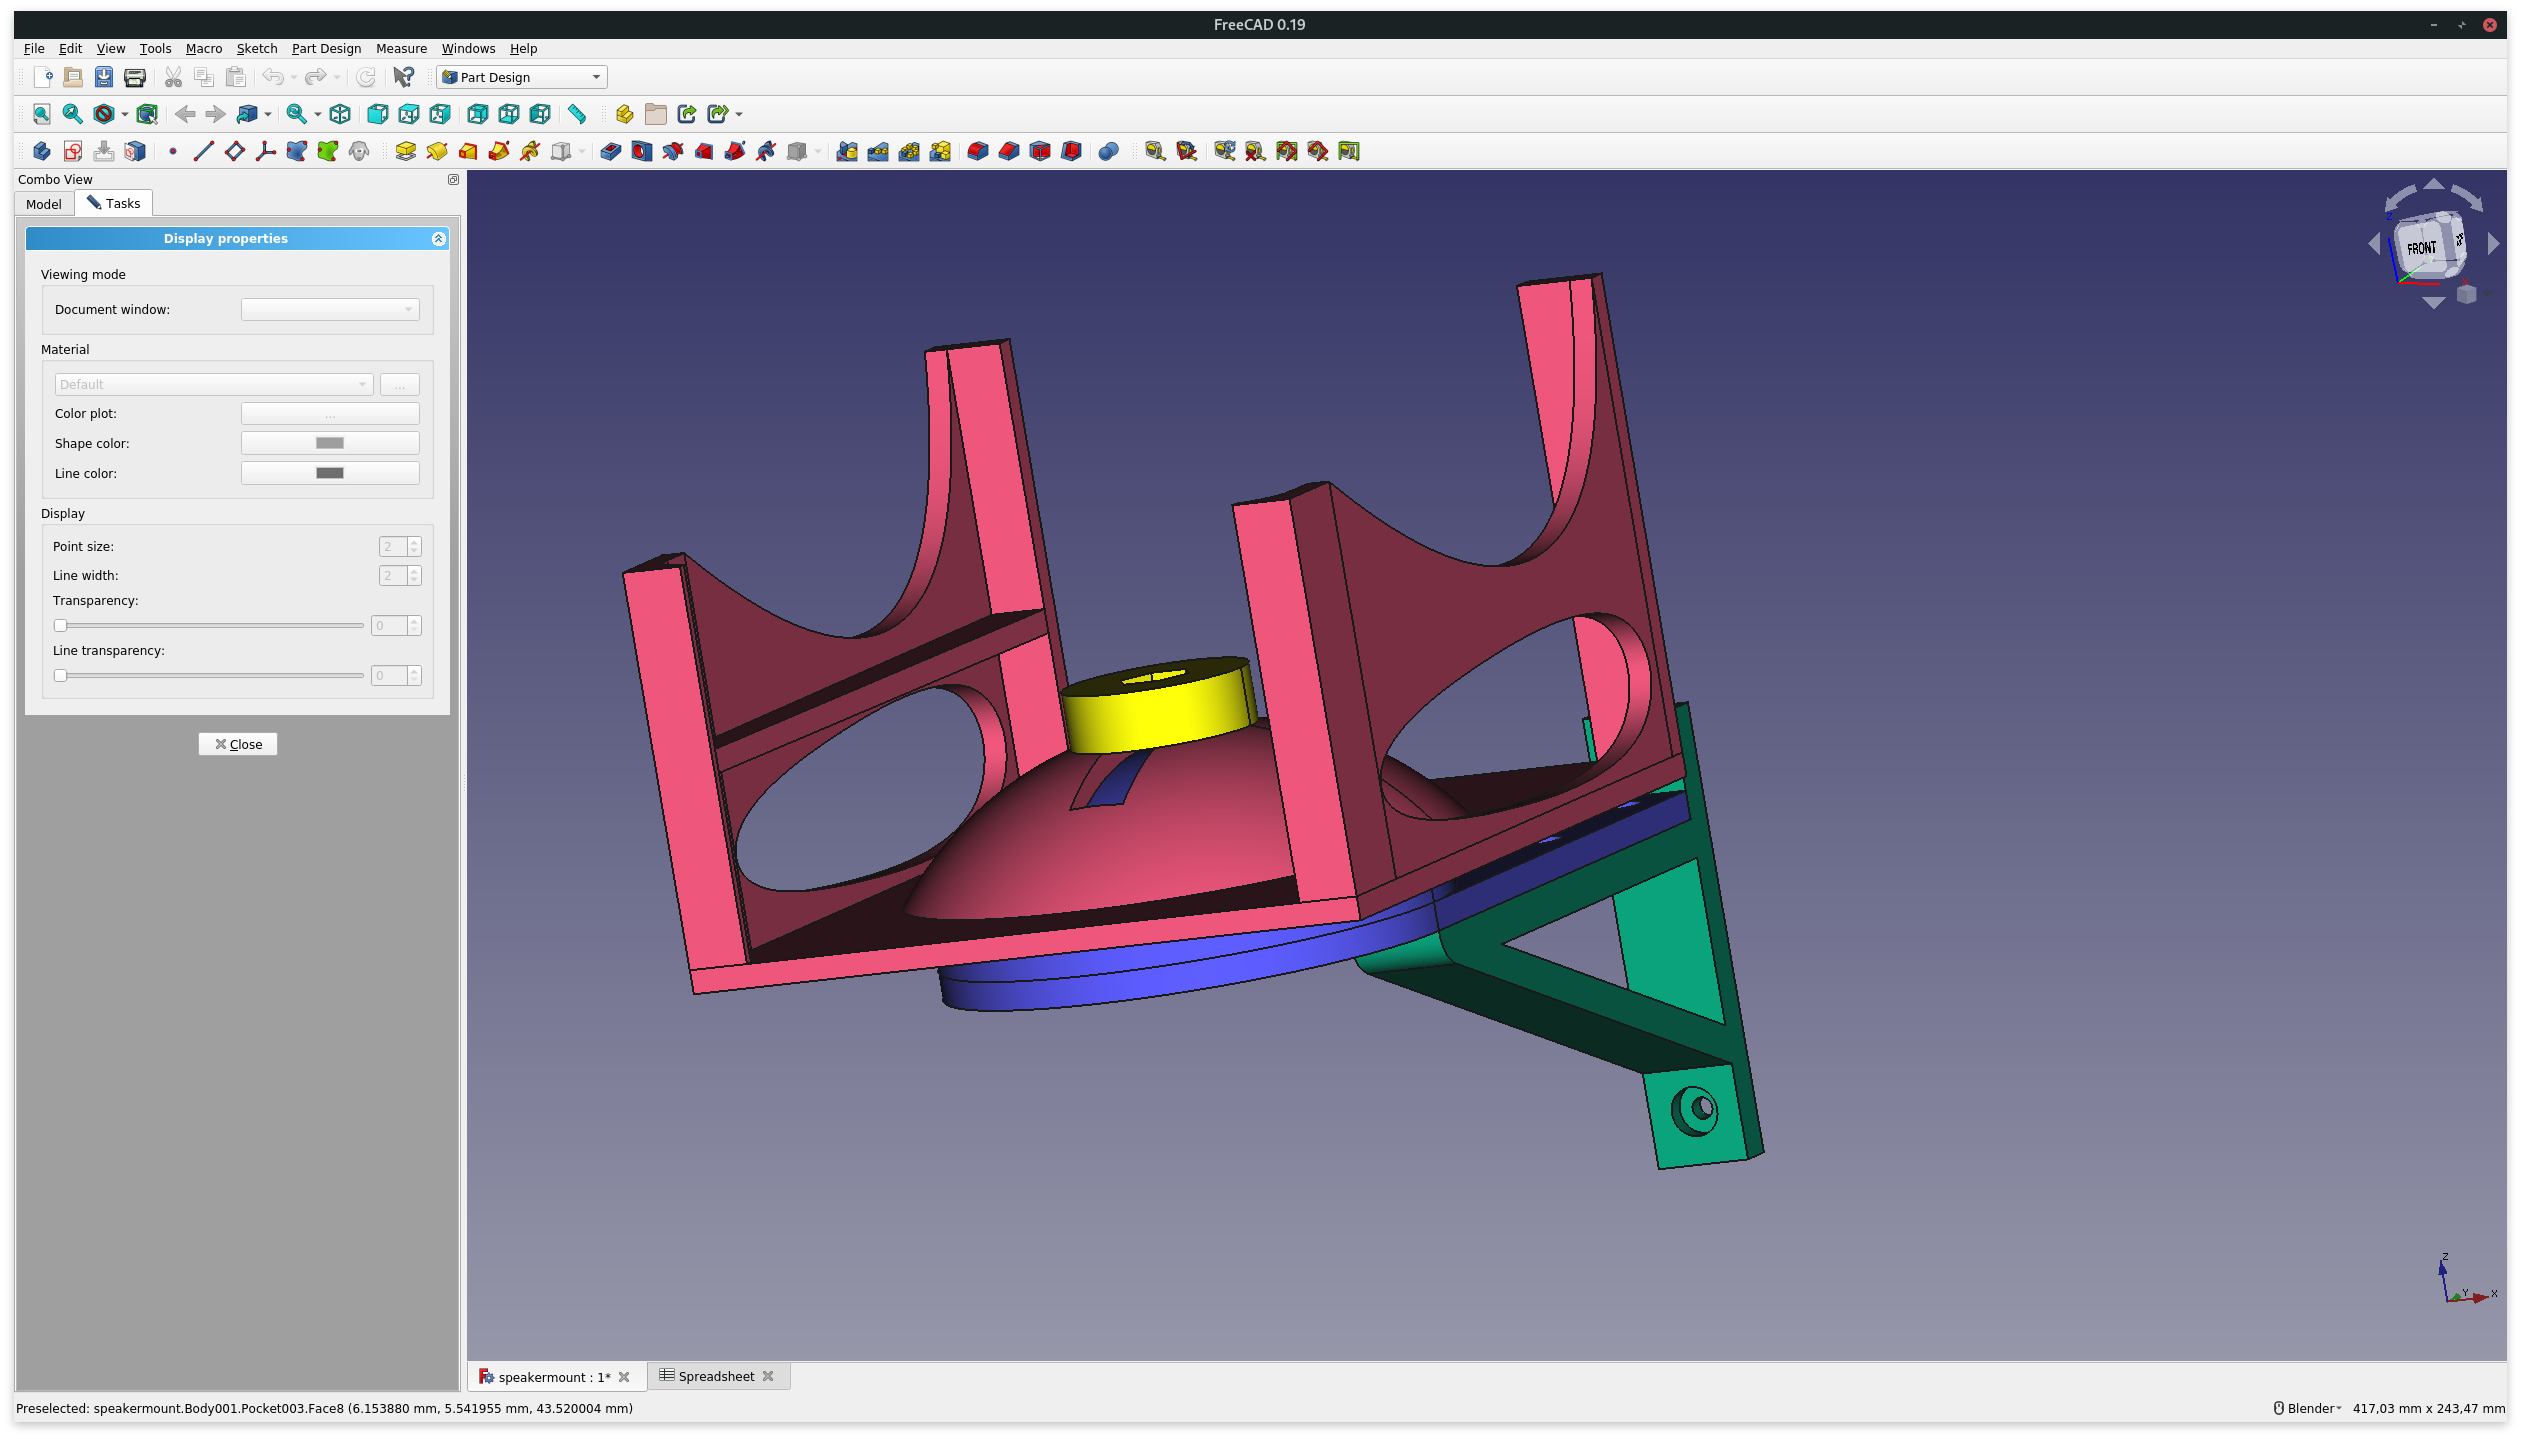 FreeCAD 0.19
File Edit View Tools Macro Sketch Part Design Measure Windows Help
Part Design
Combo View
Model Tasks
Display properties
Viewing mode
Document window:
Material
Default ...
Color plot: ...
Shape color:
Line color:
Display
Point size: 2
Line width: 2
Transparency:
0
Line transparency:
0
Close
FRONT
Z
Z
Y X
speakermount : 1* Spreadsheet
Preselected: speakermount.Body001.Pocket003.Face8 (6.153880 mm, 5.541955 mm, 43.520004 mm) Blender 417,03 mm x 243,47 mm